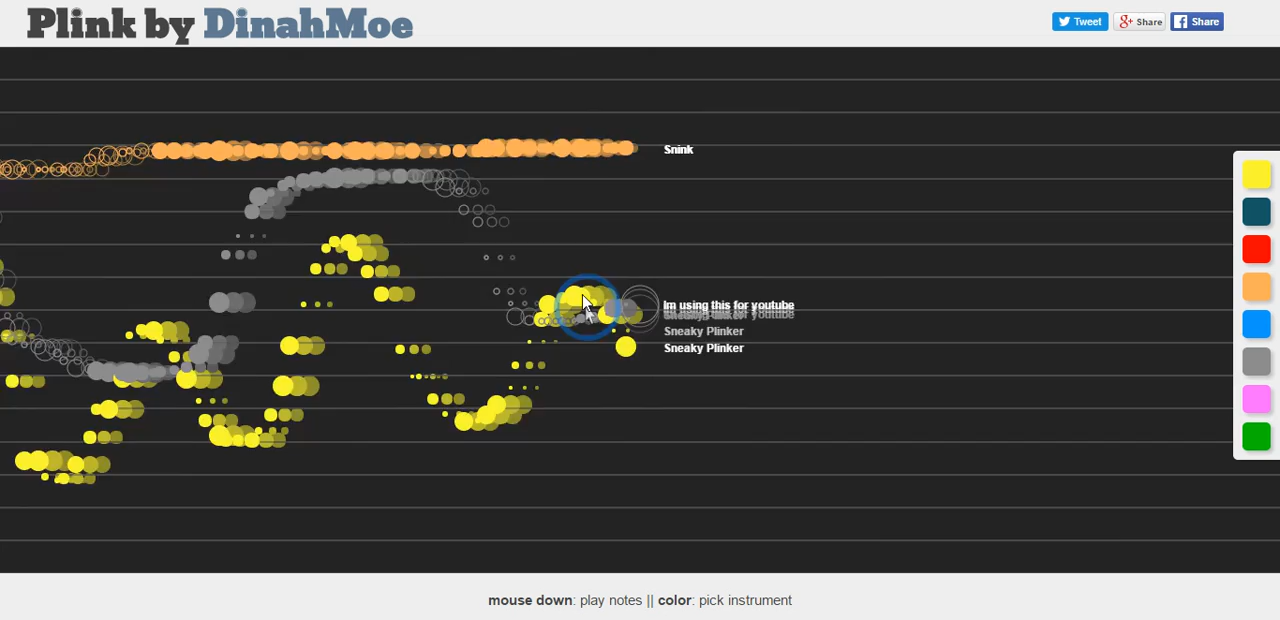 Plink by DinahMoe
Tweet
Share
Share
Snink
Im using this for youtube
Sneaky Plinker
Sneaky Plinker
mouse down: play notes || color: pick instrument